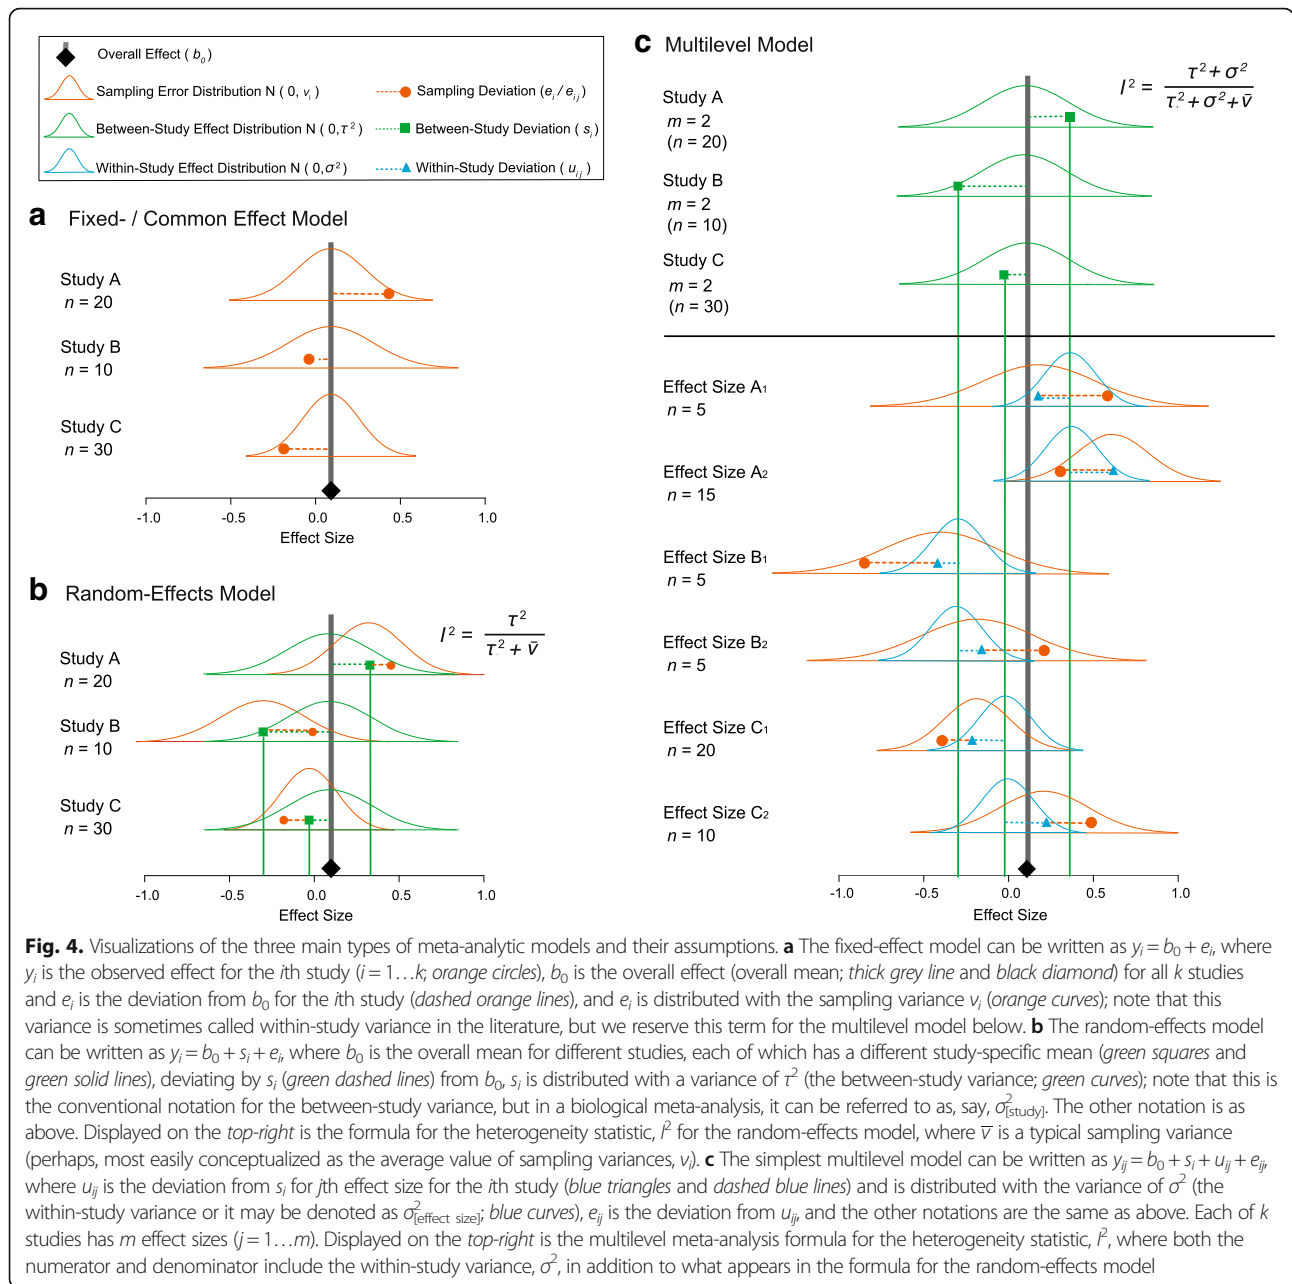 Overall Effect ( b₀ )
Sampling Error Distribution N ( 0, vᵢ )
Sampling Deviation (eᵢ / eᵢⱼ )
Between-Study Effect Distribution N ( 0, τ² )
Between-Study Deviation ( sᵢ )
Within-Study Effect Distribution N ( 0, σ² )
Within-Study Deviation ( uᵢⱼ )
a Fixed- / Common Effect Model
Study A
n = 20
Study B
n = 10
Study C
n = 30
-1.0 -0.5 0.0 0.5 1.0
Effect Size
b Random-Effects Model
I² = τ² / (τ² + v̄)
Study A
n = 20
Study B
n = 10
Study C
n = 30
-1.0 -0.5 0.0 0.5 1.0
Effect Size
c Multilevel Model
I² = (τ² + σ²) / (τ² + σ² + v̄)
Study A
m = 2
(n = 20)
Study B
m = 2
(n = 10)
Study C
m = 2
(n = 30)
Effect Size A₁
n = 5
Effect Size A₂
n = 15
Effect Size B₁
n = 5
Effect Size B₂
n = 5
Effect Size C₁
n = 20
Effect Size C₂
n = 10
-1.0 -0.5 0.0 0.5 1.0
Effect Size
Fig. 4. Visualizations of the three main types of meta-analytic models and their assumptions. a The fixed-effect model can be written as yᵢ = b₀ + eᵢ, where
yᵢ is the observed effect for the ith study (i = 1…k; orange circles), b₀ is the overall effect (overall mean; thick grey line and black diamond) for all k studies
and eᵢ is the deviation from b₀ for the ith study (dashed orange lines), and eᵢ is distributed with the sampling variance vᵢ (orange curves); note that this
variance is sometimes called within-study variance in the literature, but we reserve this term for the multilevel model below. b The random-effects model
can be written as yᵢ = b₀ + sᵢ + eᵢ, where b₀ is the overall mean for different studies, each of which has a different study-specific mean (green squares and
green solid lines), deviating by sᵢ (green dashed lines) from b₀, sᵢ is distributed with a variance of τ² (the between-study variance; green curves); note that this is
the conventional notation for the between-study variance, but in a biological meta-analysis, it can be referred to as, say, σ²[study]. The other notation is as
above. Displayed on the top-right is the formula for the heterogeneity statistic, I² for the random-effects model, where v̄ is a typical sampling variance
(perhaps, most easily conceptualized as the average value of sampling variances, vᵢ). c The simplest multilevel model can be written as yᵢⱼ = b₀ + sᵢ + uᵢⱼ + eᵢⱼ,
where uᵢⱼ is the deviation from sᵢ for jth effect size for the ith study (blue triangles and dashed blue lines) and is distributed with the variance of σ² (the
within-study variance or it may be denoted as σ²[effect size]; blue curves), eᵢⱼ is the deviation from uᵢⱼ, and the other notations are the same as above. Each of k
studies has m effect sizes (j = 1…m). Displayed on the top-right is the multilevel meta-analysis formula for the heterogeneity statistic, I², where both the
numerator and denominator include the within-study variance, σ², in addition to what appears in the formula for the random-effects model